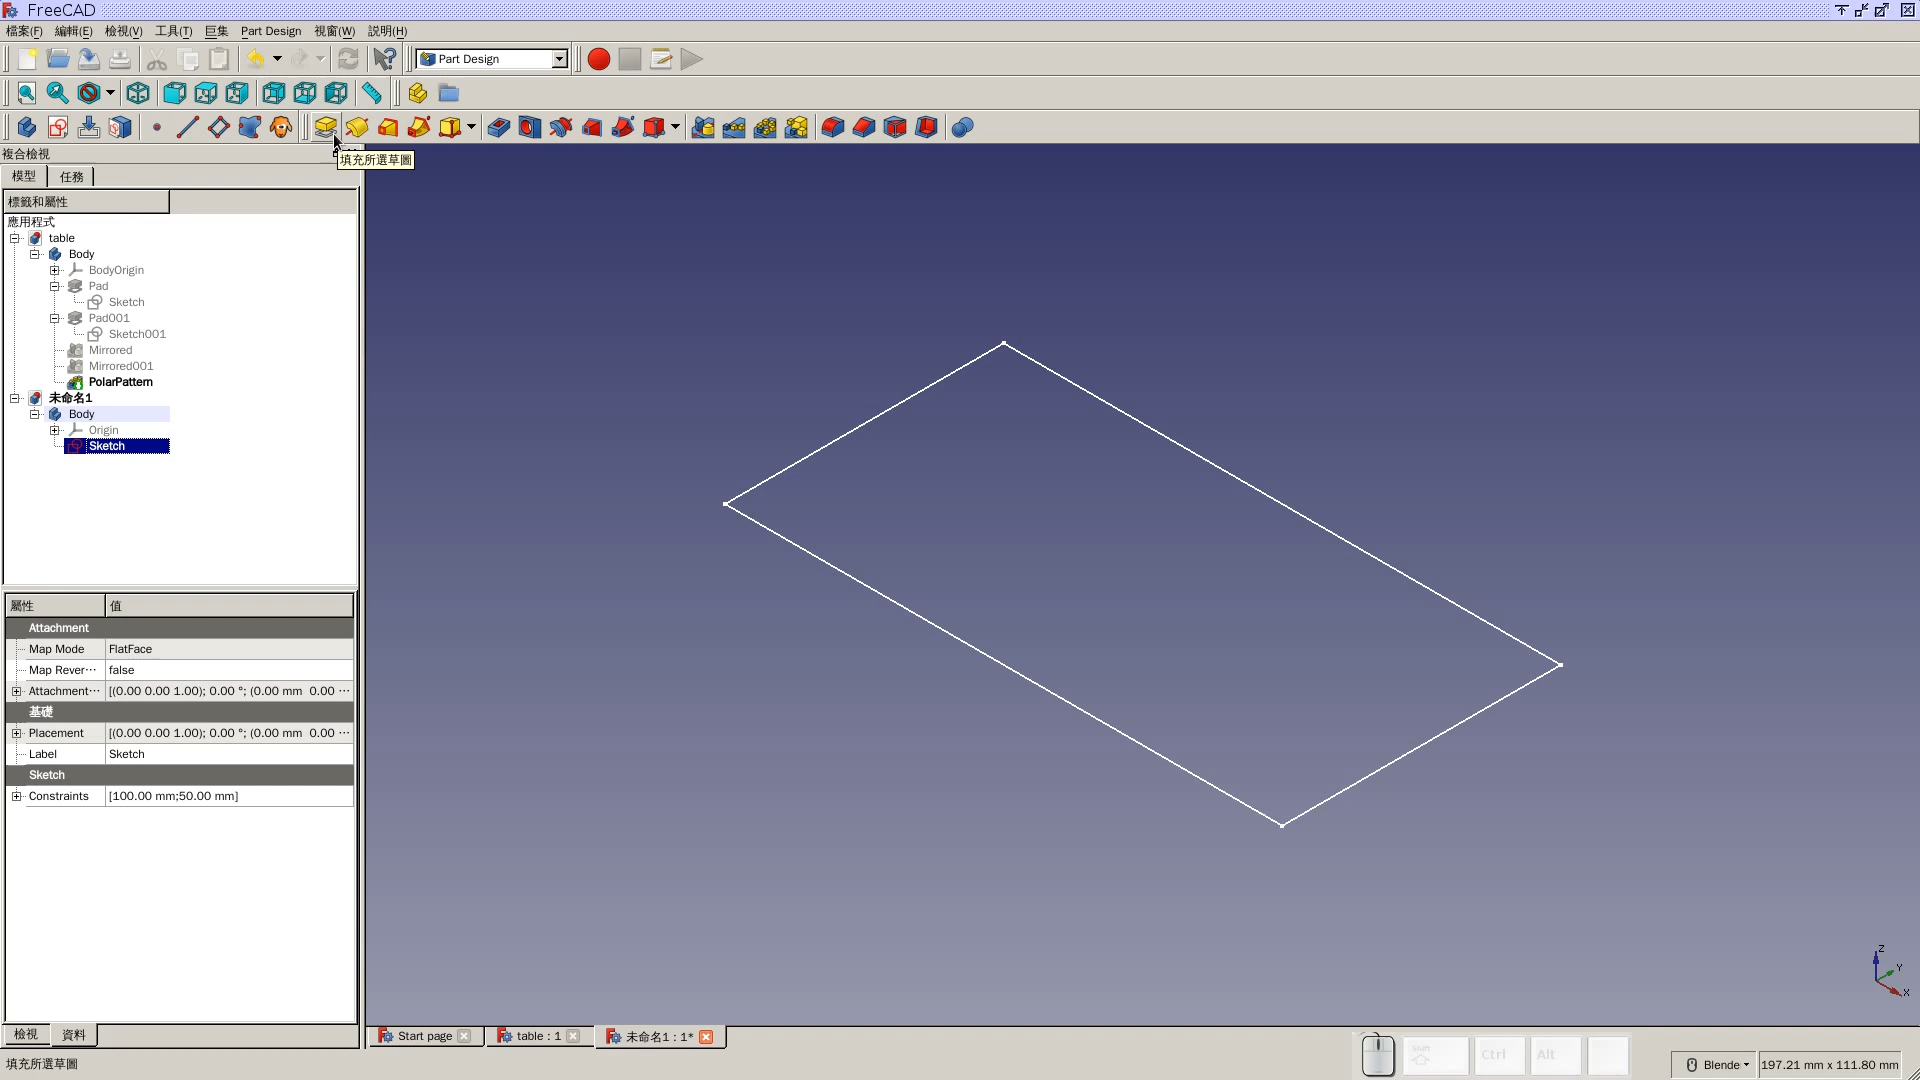 FreeCAD
檔案(F) 編輯(E) 檢視(V) 工具(T) 巨集 Part Design 視窗(W) 說明(H)
Part Design
複合檢視
填充所選草圖
模型 任務
標籤和屬性
應用程式
table
Body
BodyOrigin
Pad
Sketch
Pad001
Sketch001
Mirrored
Mirrored001
PolarPattern
未命名1
Body
Origin
Sketch
屬性 值
Attachment
Map Mode FlatFace
Map Rever··· false
Attachment··· [(0.00 0.00 1.00); 0.00 °; (0.00 mm 0.00 ···
基礎
Placement [(0.00 0.00 1.00); 0.00 °; (0.00 mm 0.00 ···
Label Sketch
Sketch
Constraints [100.00 mm;50.00 mm]
Z
Y
X
檢視 資料
Start page table : 1 未命名1 : 1*
Shift Ctrl Alt
填充所選草圖
Blende 197.21 mm x 111.80 mm